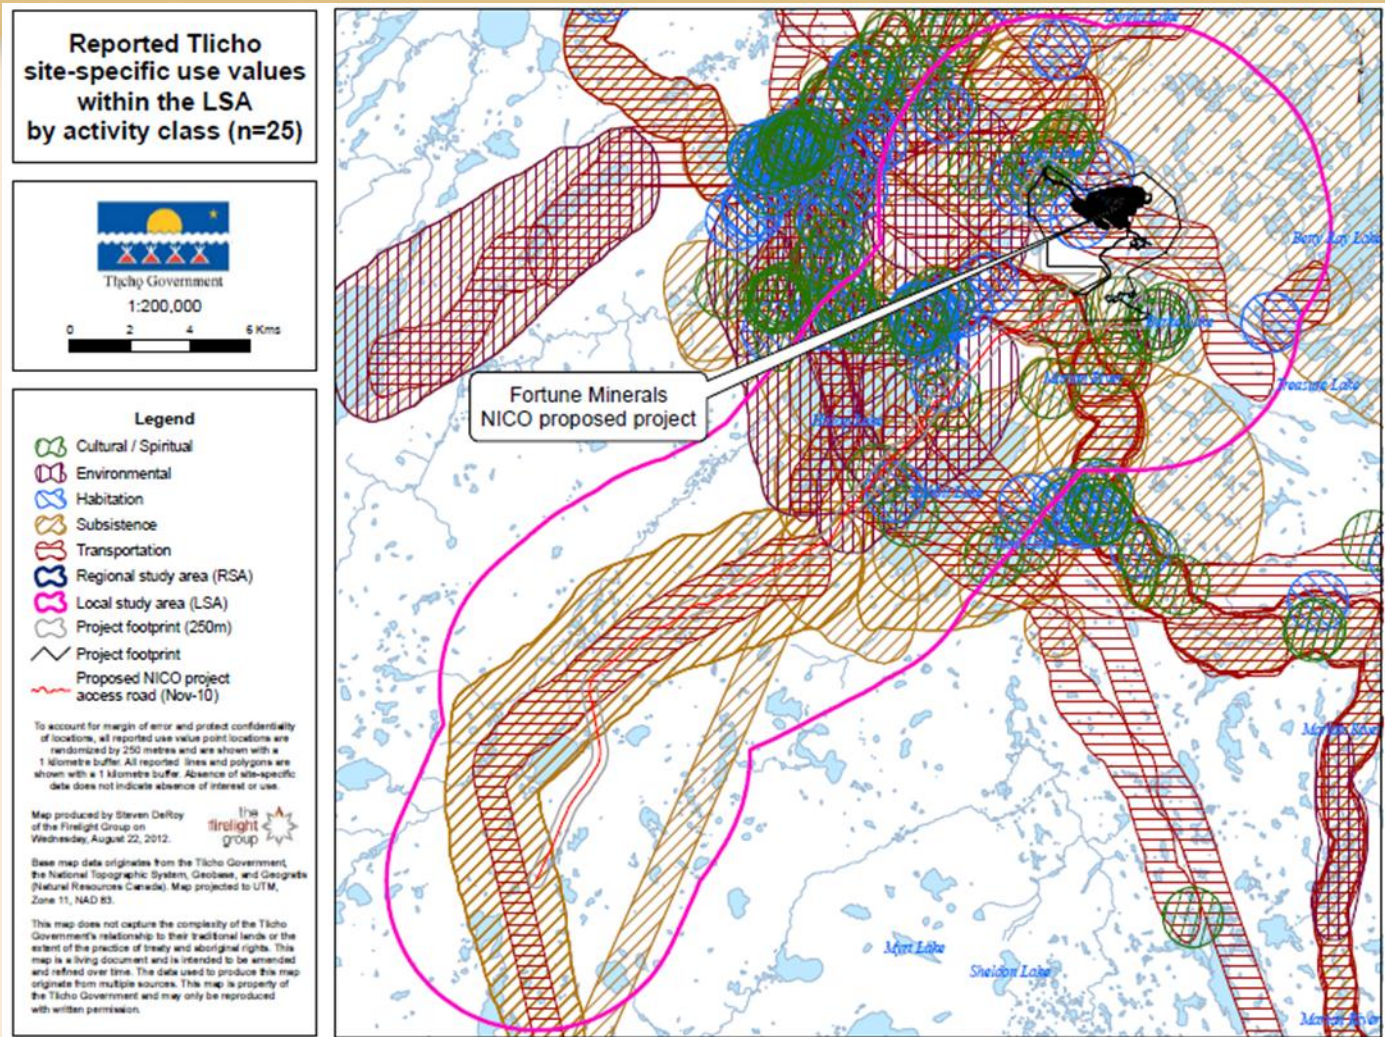 Reported Tlicho
site-specific use values
within the LSA
by activity class (n=25)
Tłįchǫ Government
1:200,000
0 2 4 6 Kms
Legend
Cultural / Spiritual
Environmental
Habitation
Subsistence
Transportation
Regional study area (RSA)
Local study area (LSA)
Project footprint (250m)
Project footprint
Proposed NICO project
access road (Nov-10)
To account for margin of error and protect confidentiality
of locations, all reported use value point locations are
randomized by 250 metres and are shown with a
1 kilometre buffer. All reported lines and polygons are
shown with a 1 kilometre buffer. Absence of site-specific
data does not indicate absence of interest or use.
Map produced by Steven DeRoy
of the Firelight Group on
Wednesday, August 22, 2012.
the
firelight
group
Base map data originates from the Tlicho Government,
the National Topographic System, Geobase, and Geogratis
(Natural Resources Canada). Map projected to UTM,
Zone 11, NAD 83.
This map does not capture the complexity of the Tlicho
Government's relationship to their traditional lands or the
extent of the practice of treaty and aboriginal rights. This
map is a living document and is intended to be amended
and refined over time. The data used to produce this map
originate from multiple sources. This map is property of
the Tlicho Government and may only be reproduced
with written permission.
Fortune Minerals
NICO proposed project
Betty Ray Lake
Treasure Lake
Marian River
Myrt Lake
Sheldon Lake
Marian River
Marian River